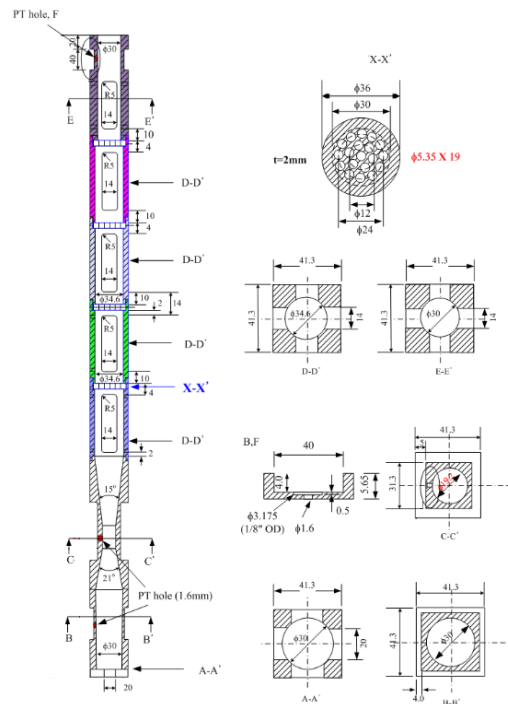 PT hole, F
20
40
ϕ30
R5
14
E
E'
10
4
R5
14
D-D'
10
4
R5
14
D-D'
ϕ34.6
10
2
14
R5
14
D-D'
ϕ34.6
10
4
X-X'
R5
14
D-D'
2
15°
C
C'
21°
PT hole (1.6mm)
B
B'
ϕ30
A-A'
20
X-X'
ϕ36
ϕ30
t=2mm
ϕ5.35 X 19
ϕ12
ϕ24
41.3
41.3
ϕ34.6
14
D-D'
41.3
41.3
ϕ30
14
E-E'
B,F
40
4.0
5.65
0.5
ϕ3.175
(1/8" OD)
ϕ1.6
41.3
31.3
C-C'
41.3
ϕ30
20
A-A'
41.3
41.3
ϕ30
4.0
B-B'